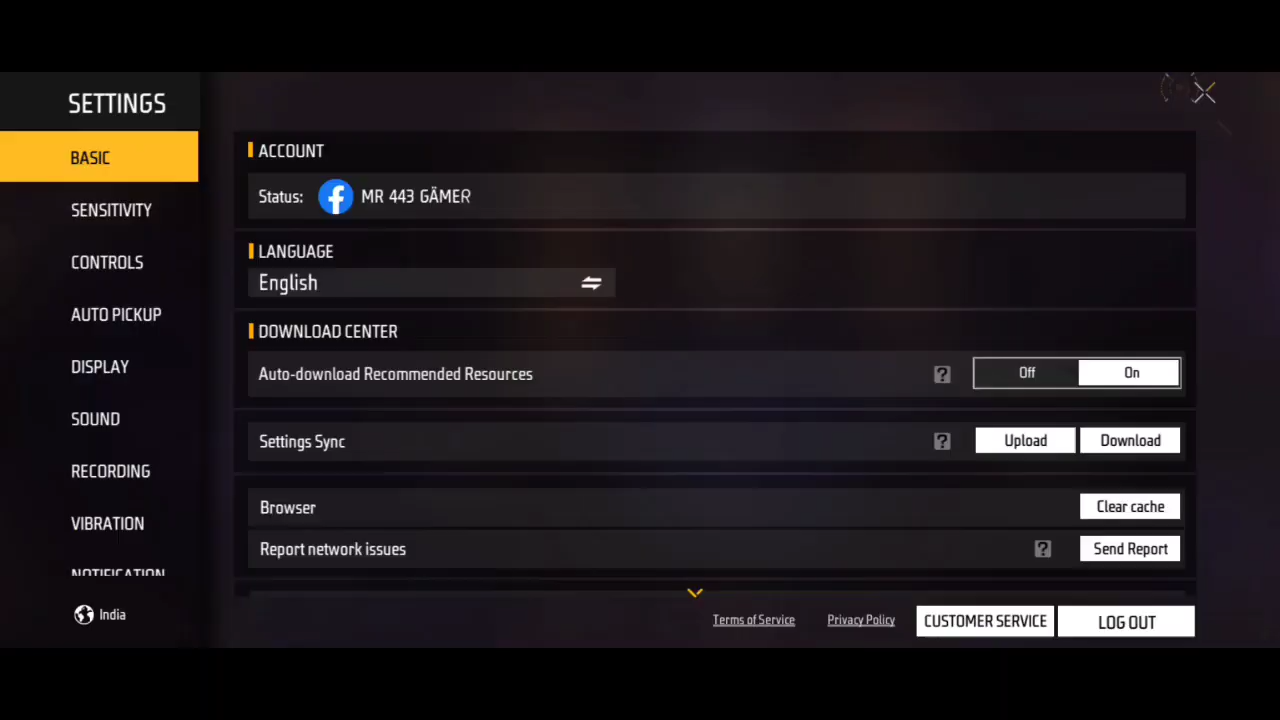 SETTINGS
BASIC
SENSITIVITY
CONTROLS
AUTO PICKUP
DISPLAY
SOUND
RECORDING
VIBRATION
NOTIFICATION
India
ACCOUNT
Status: MR 443 GÄMER
LANGUAGE
English
DOWNLOAD CENTER
Auto-download Recommended Resources ? Off On
Settings Sync ? Upload Download
Browser Clear cache
Report network issues ? Send Report
Terms of Service Privacy Policy CUSTOMER SERVICE LOG OUT